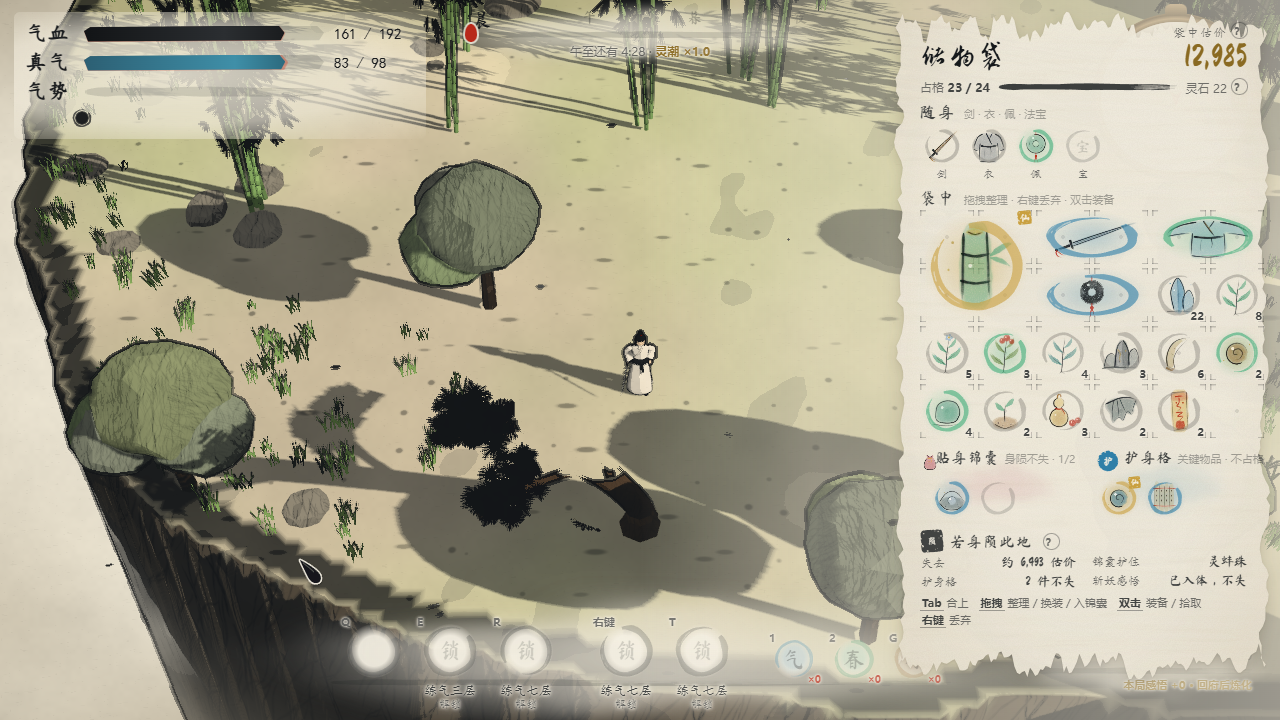 气血 161 / 192
真气 83 / 98
气势
午至还有 4:28 · 灵潮 ×1.0
储物袋
袋中估价 ?
12,985
占格 23 / 24
灵石 22 ?
随身 剑 · 衣 · 佩 · 法宝
宝
剑 衣 佩 宝
袋中 拖拽整理 · 右键丢弃 · 双击装备
仙
22 8
5 3 4 3 6 2
4 2 3 2 2
贴身锦囊 身陨不失 · 1/2
护 护身格 关键物品 · 不占格
仙
若身陨此地 ?
失去 约 6,993 估价
锦囊护住 灵蚌珠
护身格 2 件不失
斩妖感悟 已入体，不失
Tab 合上 拖拽 整理 / 换装 / 入锦囊 双击 装备 / 拾取
右键 丢弃
Q E R 右键 T 1 2 G
锁 锁 锁 锁 气 春
×0 ×0 ×0
练气三层 练气七层 练气七层 练气七层